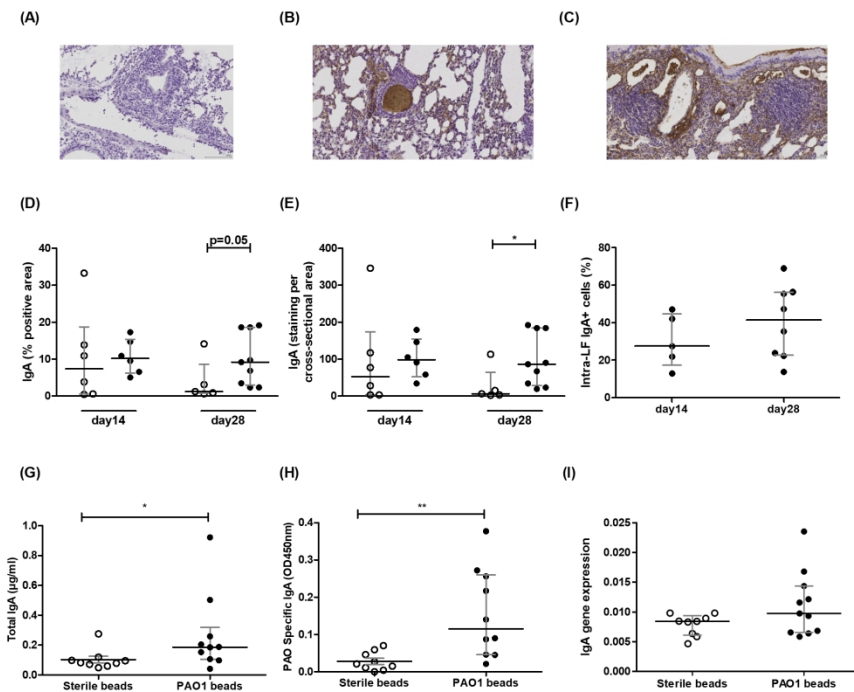 (A)
(B)
(C)
(D)
(E)
(F)
IgA (% positive area)
40
30
20
10
0
p=0.05
day14
day28
IgA (staining per
cross-sectional area)
400
300
200
100
0
*
day14
day28
Intra-LF IgA+ cells (%)
80
60
40
20
0
day14
day28
(G)
(H)
(I)
Total IgA (µg/ml)
1.0
0.8
0.6
0.4
0.2
0.0
*
Sterile beads
PAO1 beads
PAO Specific IgA (OD450nm)
0.4
0.3
0.2
0.1
0.0
**
Sterile beads
PAO1 beads
IgA gene expression
0.025
0.020
0.015
0.010
0.005
0.000
Sterile beads
PAO1 beads